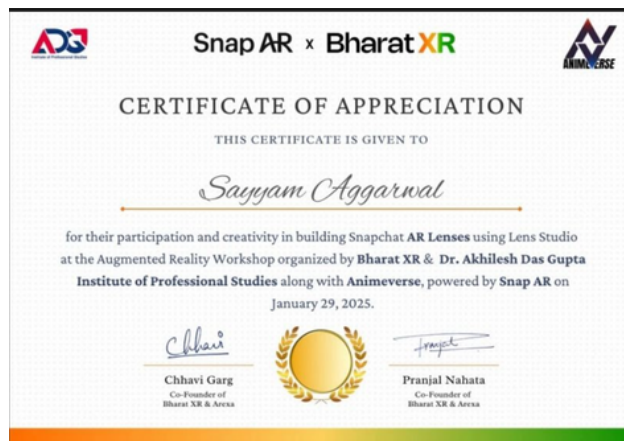 ADG
Snap AR x Bharat XR
ANIMEVERSE
CERTIFICATE OF APPRECIATION
THIS CERTIFICATE IS GIVEN TO
Sayyam Aggarwal
for their participation and creativity in building Snapchat AR Lenses using Lens Studio
at the Augmented Reality Workshop organized by Bharat XR & Dr. Akhilesh Das Gupta
Institute of Professional Studies along with Animeverse, powered by Snap AR on
January 29, 2025.
Chhavi
Pranjal
Chhavi Garg
Pranjal Nahata
Co-Founder of
Co-Founder of
Bharat XR & Arexa
Bharat XR & Arexa